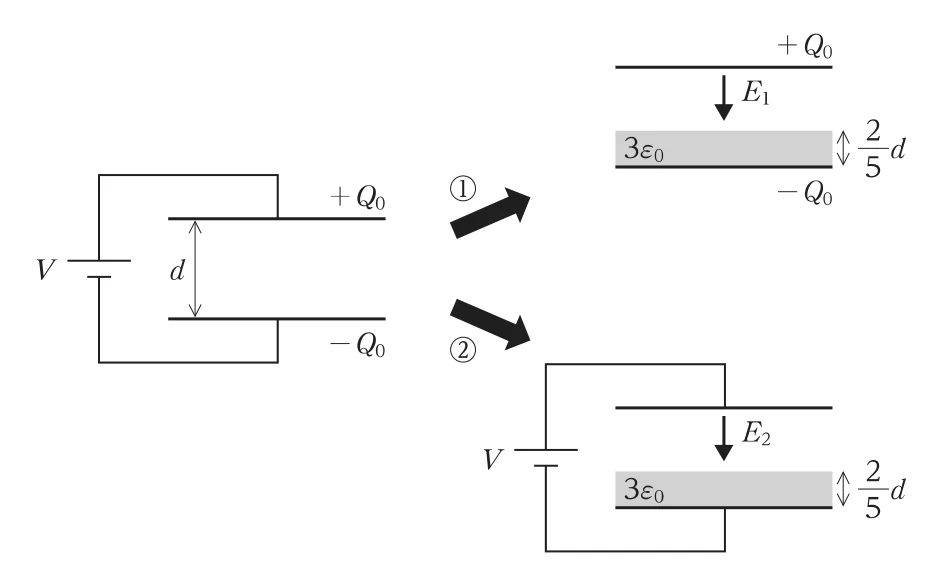 V
d
+Q₀
−Q₀
①
②
+Q₀
E₁
3ε₀
2/5 d
−Q₀
V
E₂
3ε₀
2/5 d